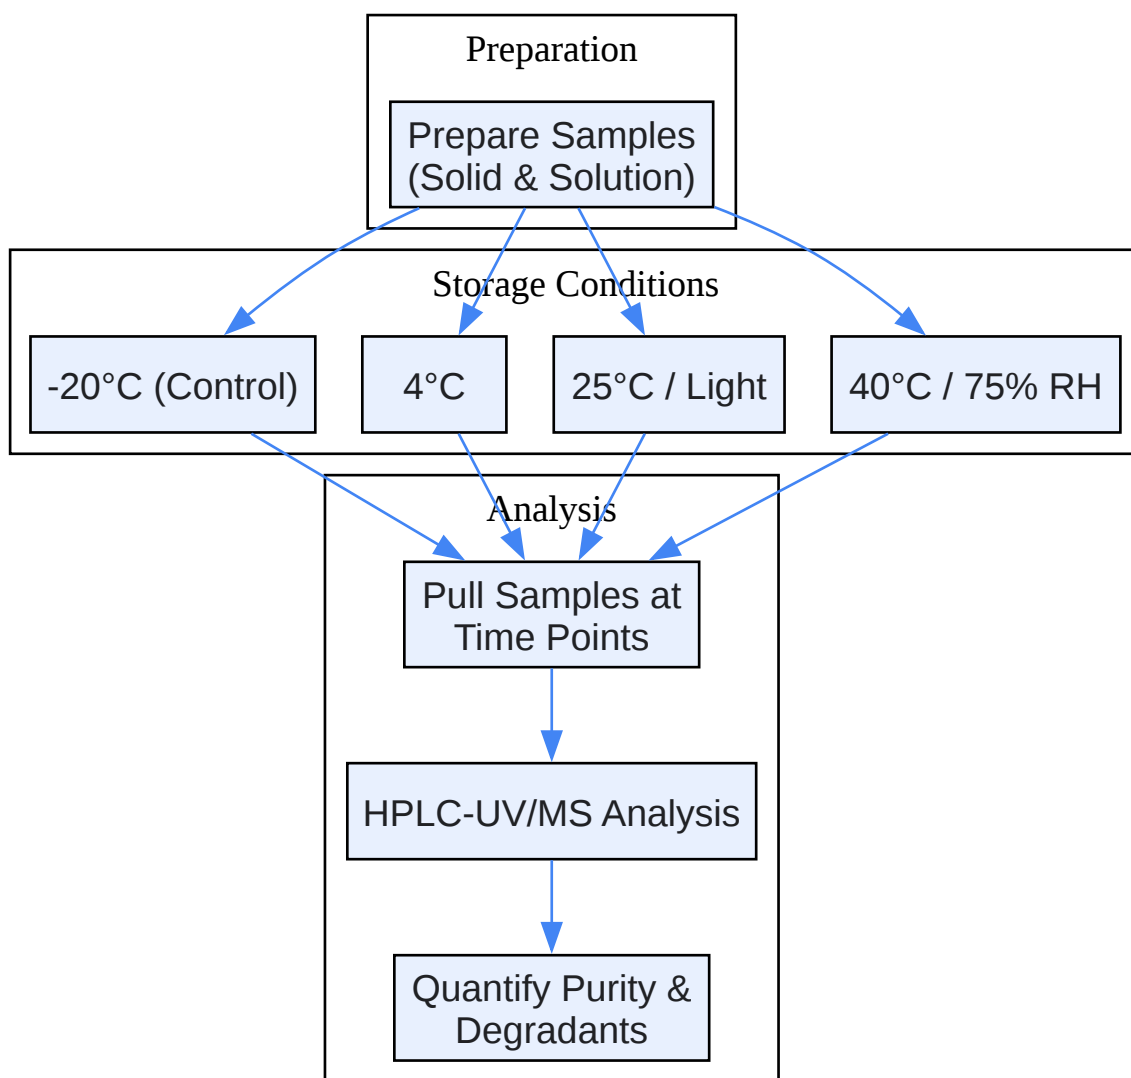 Preparation
Prepare Samples
(Solid & Solution)
Storage Conditions
-20°C (Control)
4°C
25°C / Light
40°C / 75% RH
Analysis
Pull Samples at
Time Points
HPLC-UV/MS Analysis
Quantify Purity &
Degradants